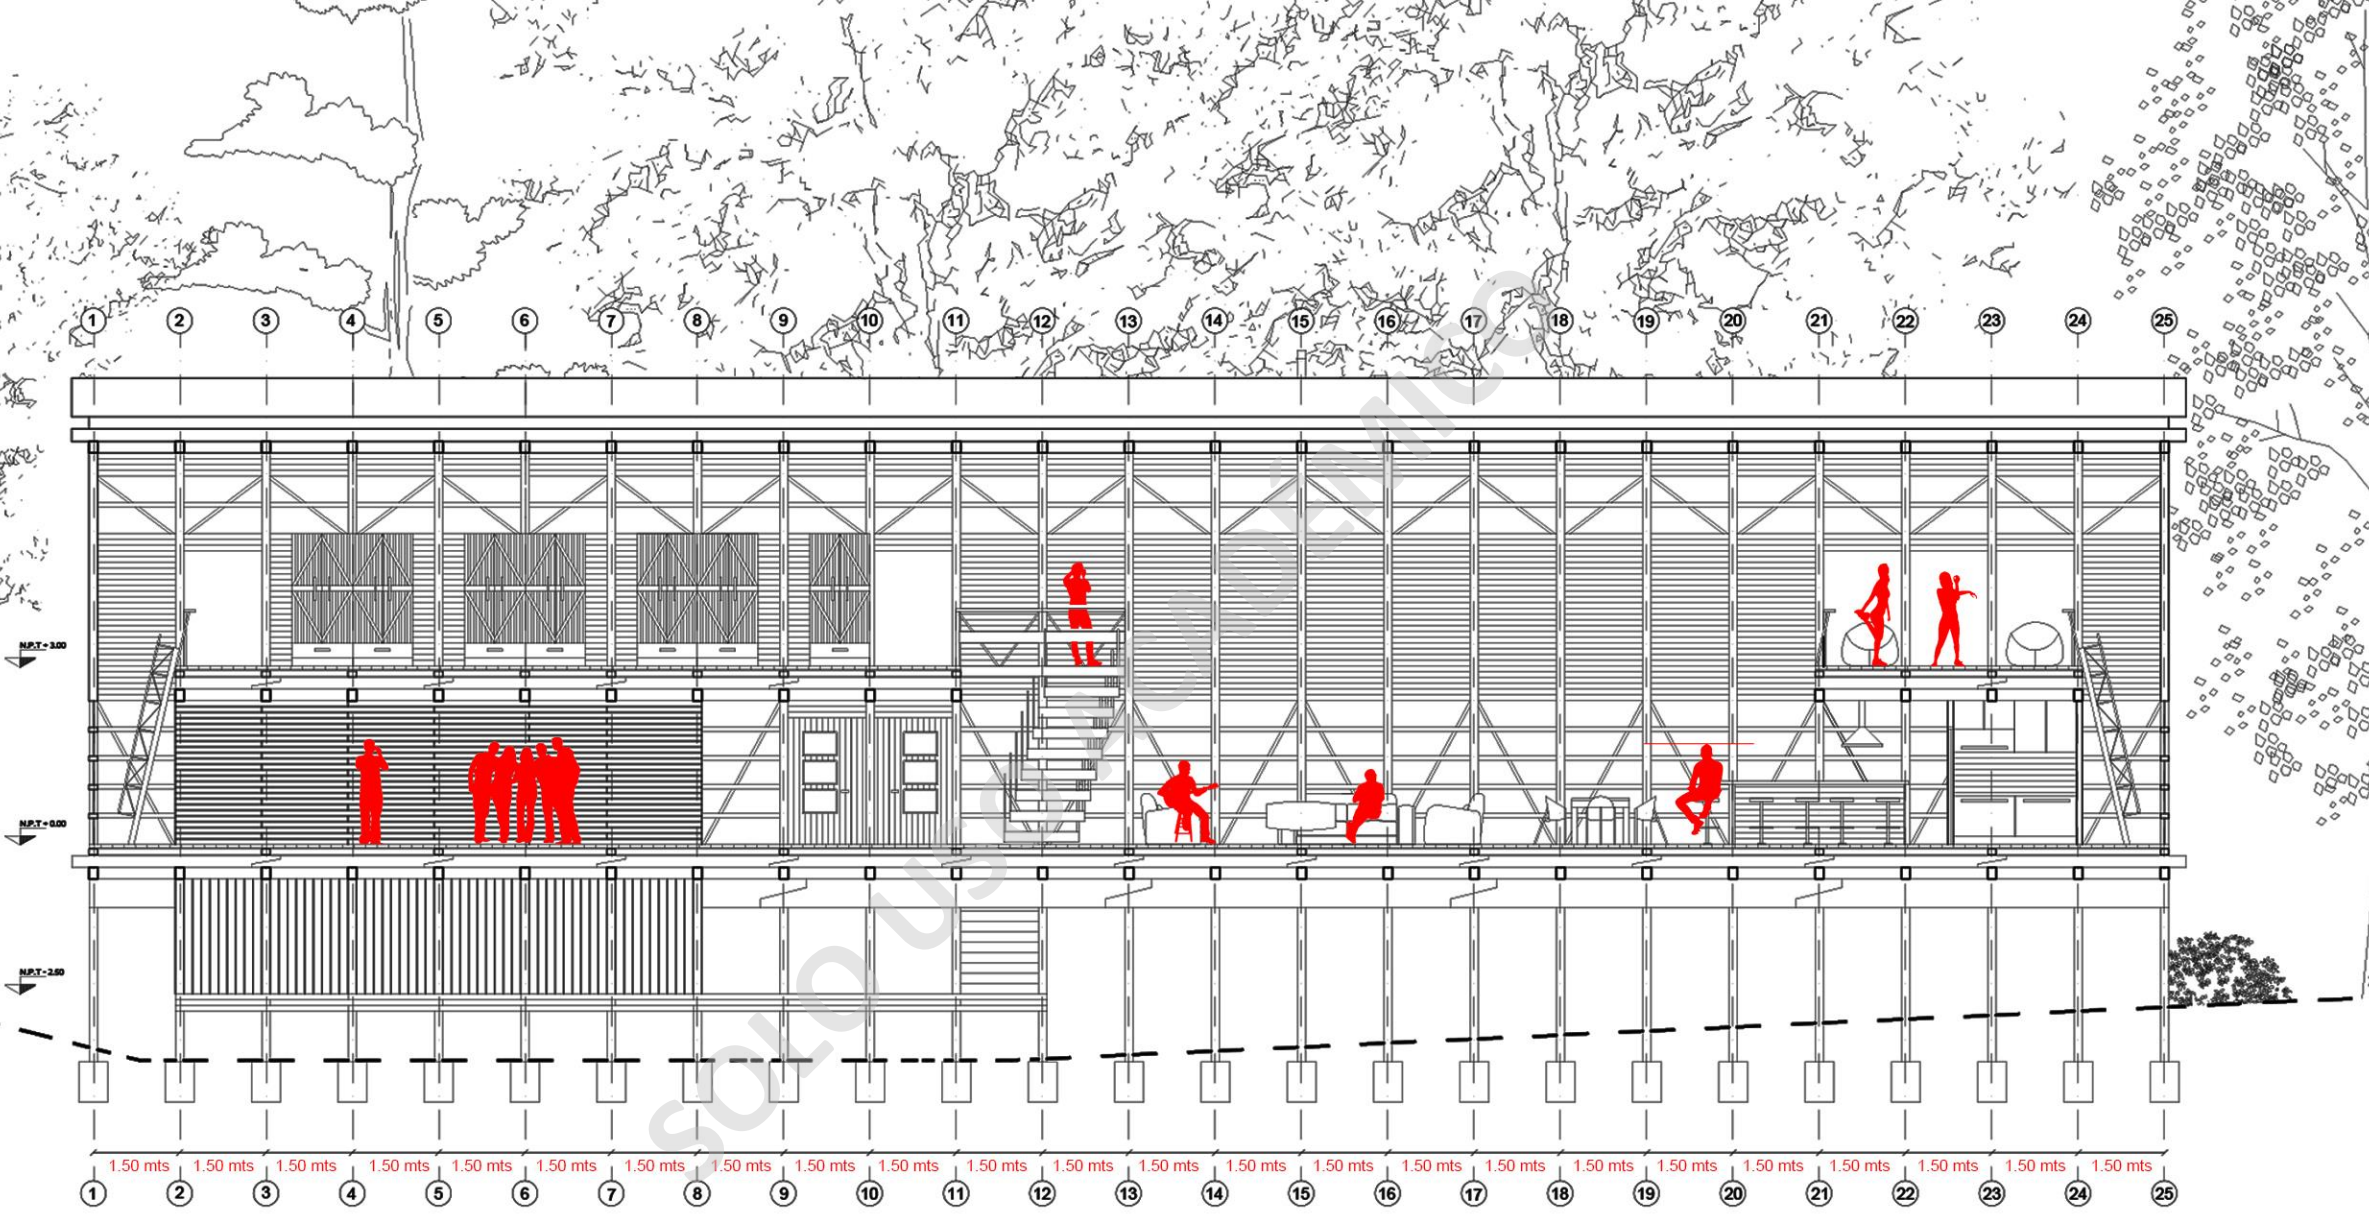 1 2 3 4 5 6 7 8 9 10 11 12 13 14 15 16 17 18 19 20 21 22 23 24 25
N.P.T + 3.00
N.P.T + 0.00
N.P.T - 2.50
SOLO USO ACADÉMICO
1.50 mts 1.50 mts 1.50 mts 1.50 mts 1.50 mts 1.50 mts 1.50 mts 1.50 mts 1.50 mts 1.50 mts 1.50 mts 1.50 mts 1.50 mts 1.50 mts 1.50 mts 1.50 mts 1.50 mts 1.50 mts 1.50 mts 1.50 mts 1.50 mts 1.50 mts 1.50 mts 1.50 mts
1 2 3 4 5 6 7 8 9 10 11 12 13 14 15 16 17 18 19 20 21 22 23 24 25